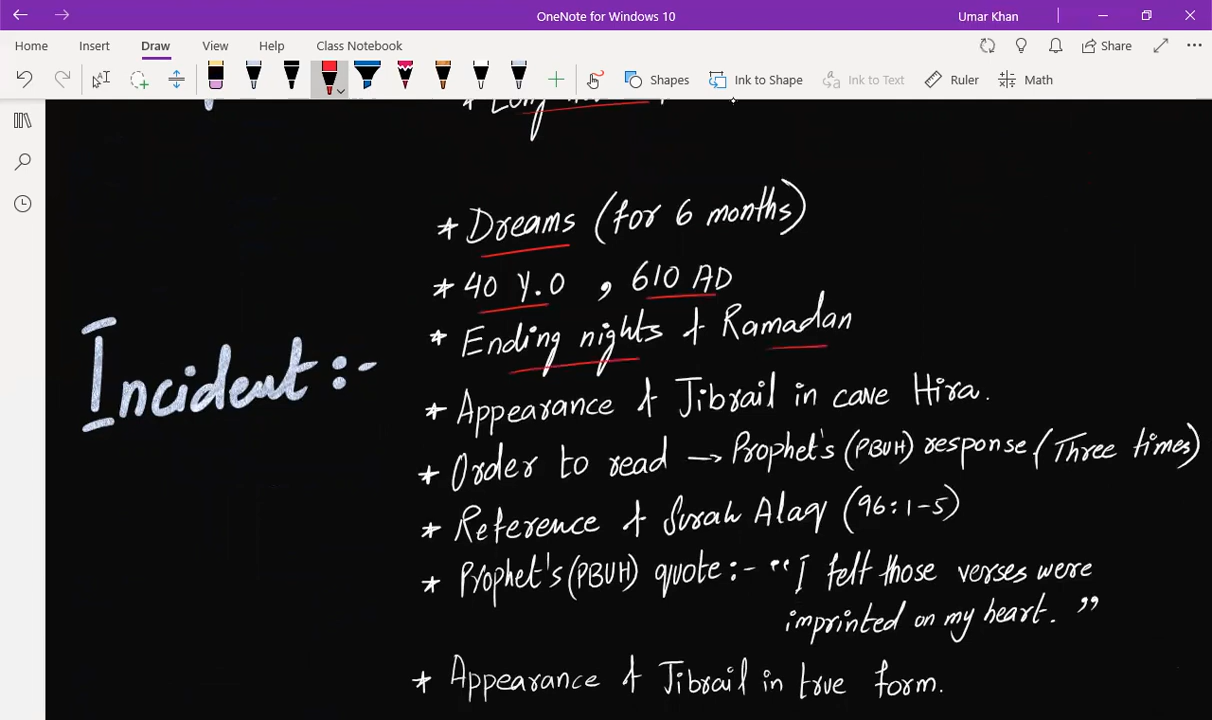 OneNote for Windows 10
Umar Khan
Home Insert Draw View Help Class Notebook Share
Shapes Ink to Shape Ink to Text Ruler Math
* Dreams (for 6 months)
* 40 Y.O , 610 AD
* Ending nights of Ramadan
Incident :-
* Appearance of Jibrail in cave Hira.
* Order to read → Prophet's (PBUH) response (Three times)
* Reference of Surah Alaq (96:1-5)
* Prophet's (PBUH) quote :- "I felt those verses were
imprinted on my heart."
* Appearance of Jibrail in true form.